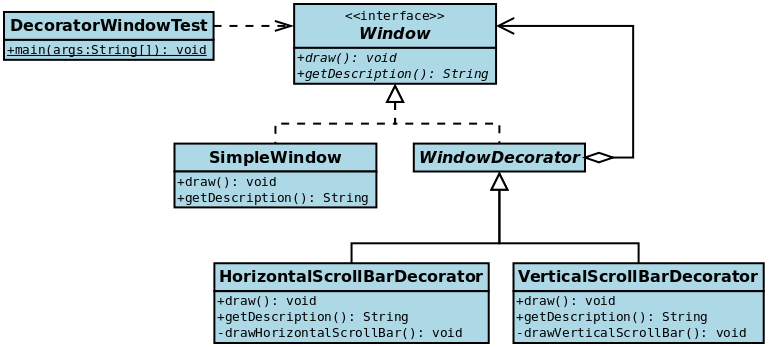 DecoratorWindowTest
+main(args:String[]): void
<<interface>>
Window
+draw(): void
+getDescription(): String
SimpleWindow
+draw(): void
+getDescription(): String
WindowDecorator
HorizontalScrollBarDecorator
+draw(): void
+getDescription(): String
-drawHorizontalScrollBar(): void
VerticalScrollBarDecorator
+draw(): void
+getDescription(): String
-drawVerticalScrollBar(): void